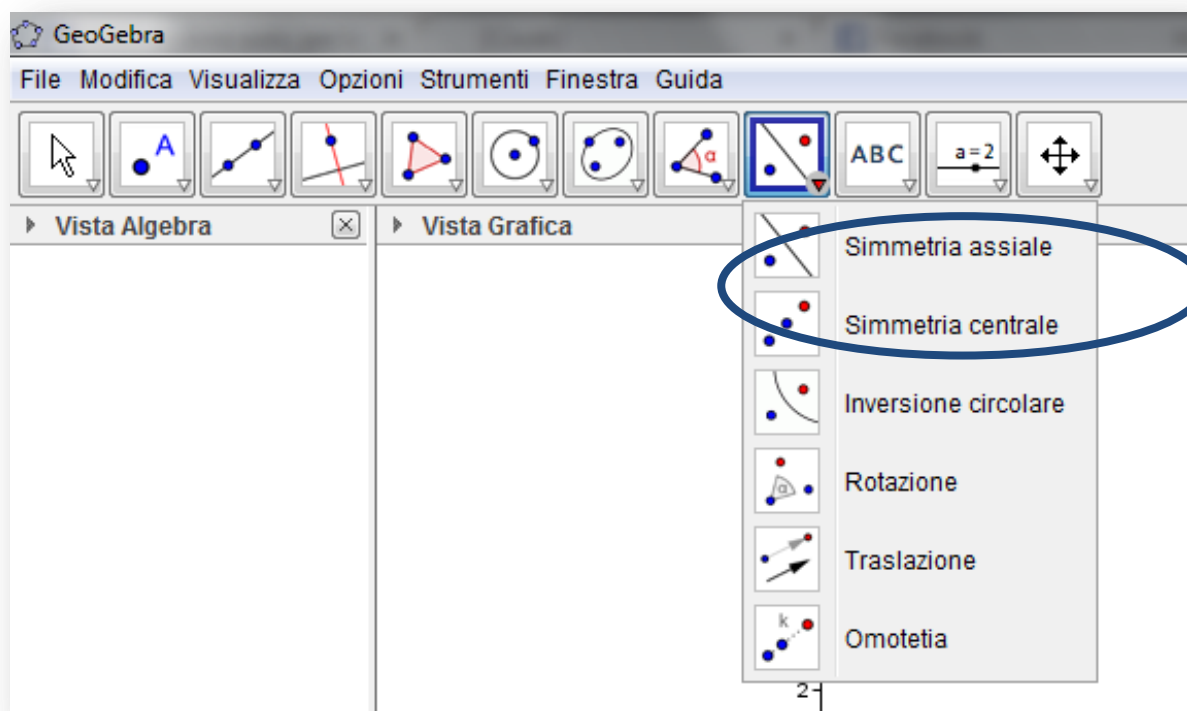 GeoGebra
File Modifica Visualizza Opzioni Strumenti Finestra Guida
A
α
ABC
a=2
Vista Algebra
Vista Grafica
Simmetria assiale
Simmetria centrale
Inversione circolare
α
Rotazione
Traslazione
k
Omotetia
2